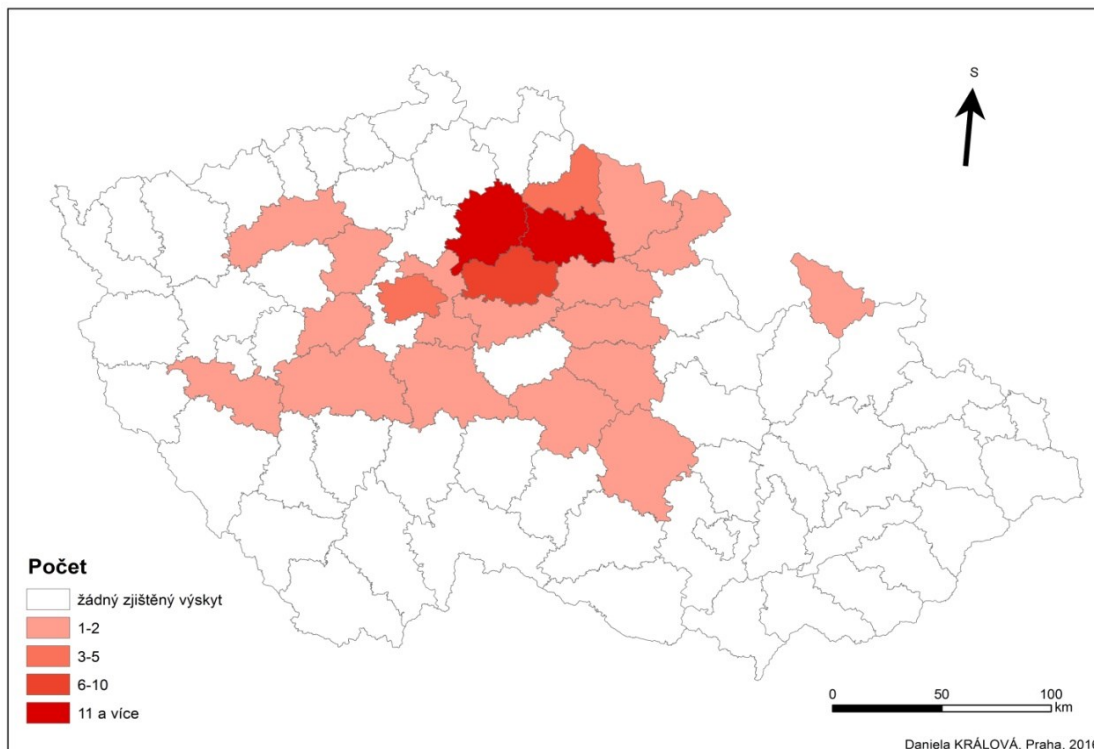 S
Počet
žádný zjištěný výskyt
1-2
3-5
6-10
11 a více
0 50 100
km
Daniela KRÁLOVÁ, Praha, 2016